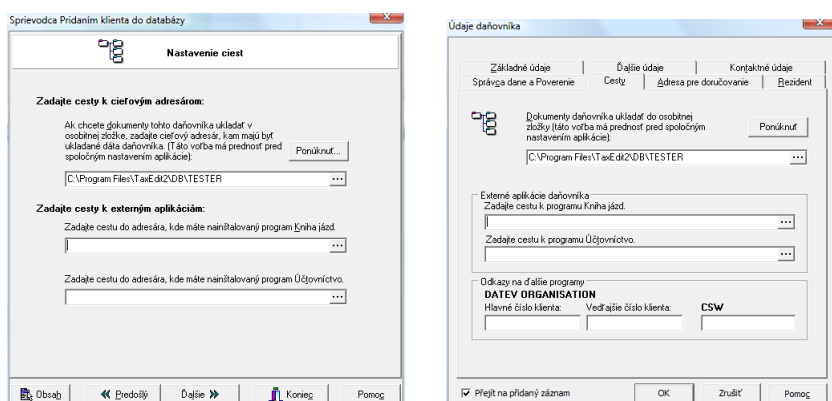 Sprievodca Pridaním klienta do databázy
Nastavenie ciest
Zadajte cesty k cieľovým adresárom:
Ak chcete dokumenty tohto daňovníka ukladať v
osobitnej zložke, zadajte cieľový adresár, kam majú byť
ukladané dáta daňovníka. (Táto voľba má prednosť pred
spoločným nastavením aplikácie):
Ponúknuť...
C:\Program Files\TaxEdit2\DB\TESTER
...
Zadajte cesty k externým aplikáciám:
Zadajte cestu do adresára, kde máte nainštalovaný program Kniha jázd.
...
Zadajte cestu do adresára, kde máte nainštalovaný program Účtovníctvo.
...
Obsah
Predošlý
Ďalšie
Koniec
Pomoc
Údaje daňovníka
Základné údaje
Ďalšie údaje
Kontaktné údaje
Správca dane a Poverenie
Cesty
Adresa pre doručovanie
Rezident
Dokumenty daňovníka ukladať do osobitnej
zložky (táto voľba má prednosť pred spoločným
nastavením aplikácie):
Ponúknuť
C:\Program Files\TaxEdit2\DB\TESTER
...
Externé aplikácie daňovníka
Zadajte cestu k programu Kniha jázd.
...
Zadajte cestu k programu Účtovníctvo.
...
Odkazy na ďalšie programy
DATEV ORGANISATION
Hlavné číslo klienta:
Vedľajšie číslo klienta:
CSW
Přejít na přidaný záznam
OK
Zrušiť
Pomoc